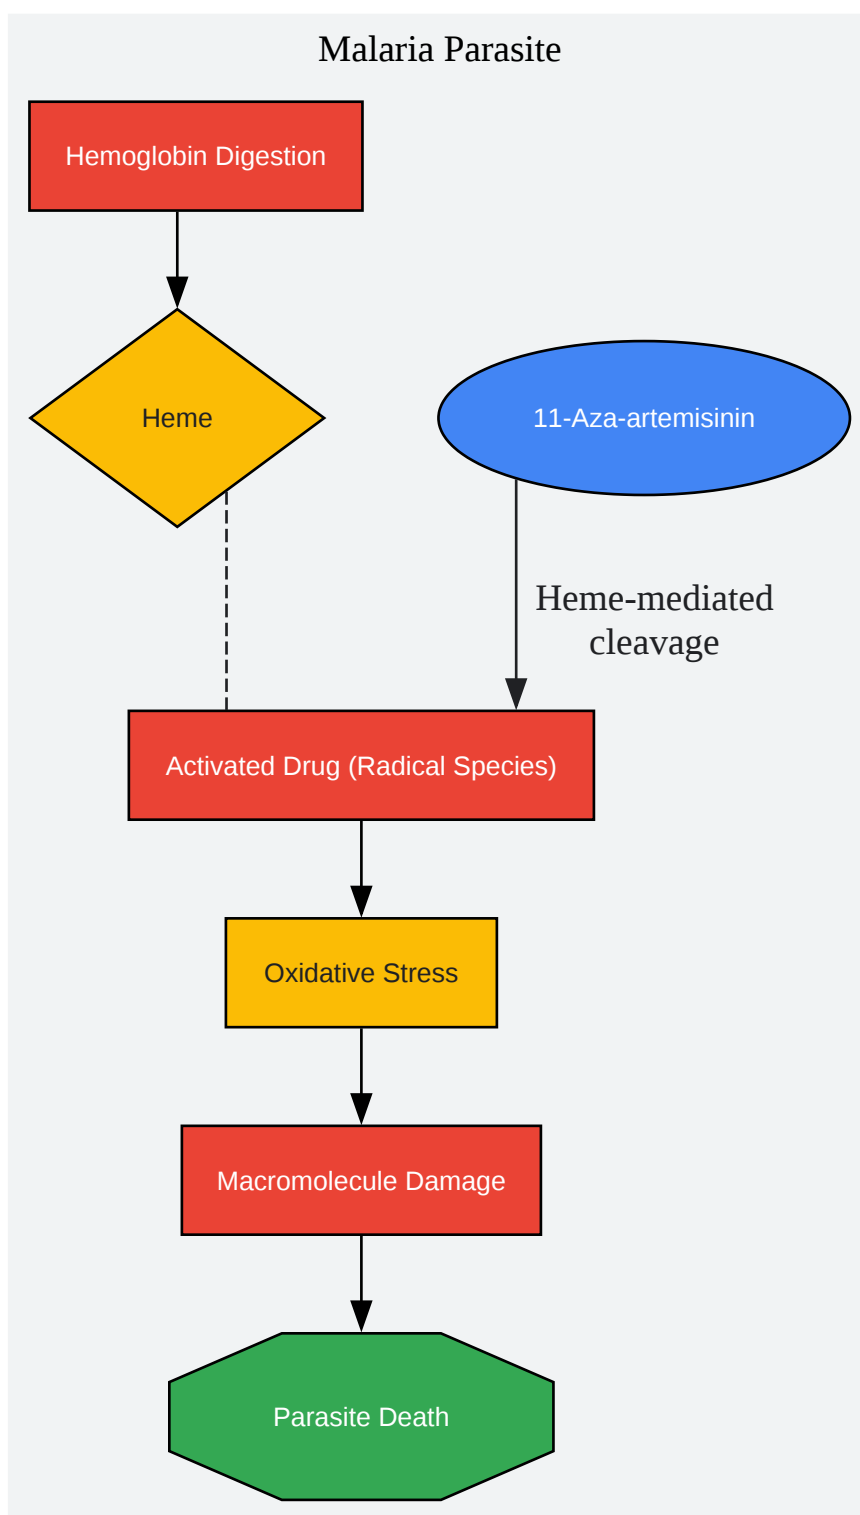 Malaria Parasite
Hemoglobin Digestion
Heme
11-Aza-artemisinin
Heme-mediated
cleavage
Activated Drug (Radical Species)
Oxidative Stress
Macromolecule Damage
Parasite Death